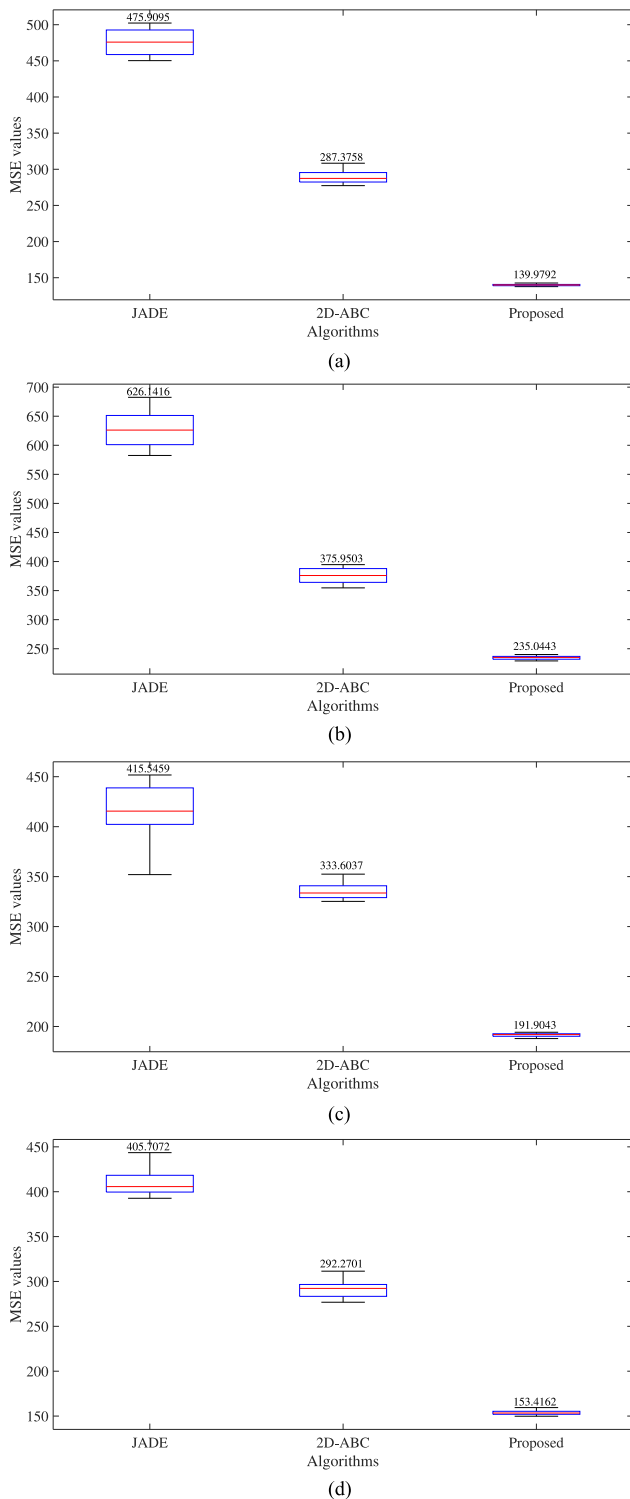 500
450
400
350
300
250
200
150
MSE values
475.9095
287.3758
139.9792
JADE
2D-ABC
Proposed
Algorithms
(a)
700
650
600
550
500
450
400
350
300
250
MSE values
626.1416
375.9503
235.0443
JADE
2D-ABC
Proposed
Algorithms
(b)
450
400
350
300
250
200
MSE values
415.5459
333.6037
191.9043
JADE
2D-ABC
Proposed
Algorithms
(c)
450
400
350
300
250
200
150
MSE values
405.7072
292.2701
153.4162
JADE
2D-ABC
Proposed
Algorithms
(d)